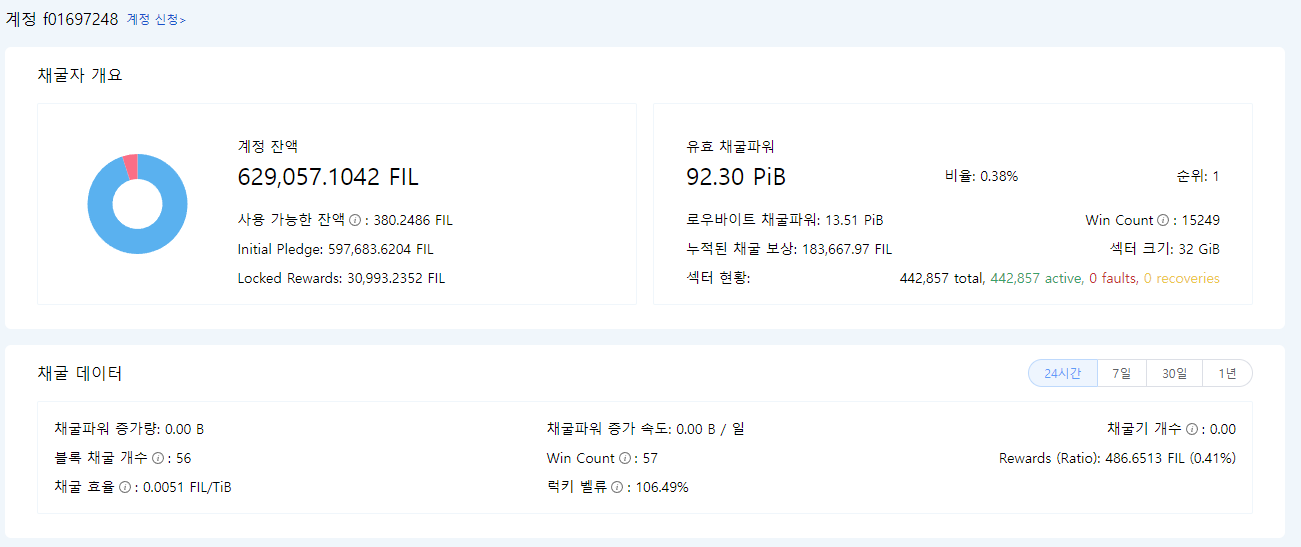 계정 f01697248 계정 신청>
채굴자 개요
계정 잔액
629,057.1042 FIL
사용 가능한 잔액 : 380.2486 FIL
Initial Pledge: 597,683.6204 FIL
Locked Rewards: 30,993.2352 FIL
유효 채굴파워
92.30 PiB 비율: 0.38% 순위: 1
로우바이트 채굴파워: 13.51 PiB Win Count : 15249
누적된 채굴 보상: 183,667.97 FIL 섹터 크기: 32 GiB
섹터 현황: 442,857 total, 442,857 active, 0 faults, 0 recoveries
채굴 데이터 24시간 7일 30일 1년
채굴파워 증가량: 0.00 B 채굴파워 증가 속도: 0.00 B / 일 채굴기 개수 : 0.00
블록 채굴 개수 : 56 Win Count : 57 Rewards (Ratio): 486.6513 FIL (0.41%)
채굴 효율 : 0.0051 FIL/TiB 럭키 벨류 : 106.49%